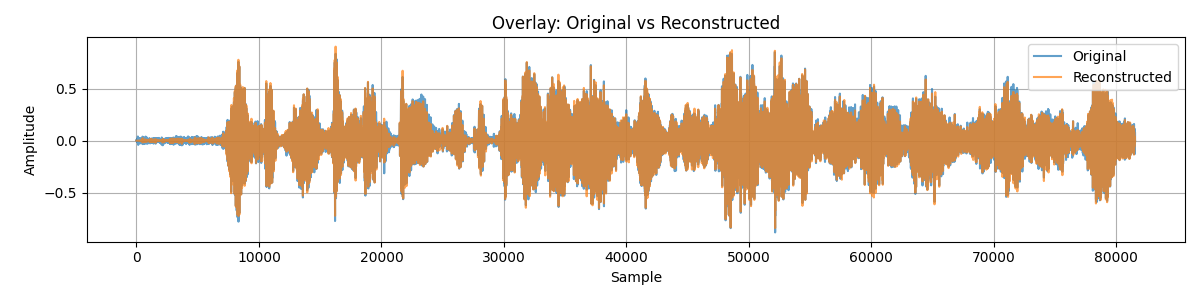 Overlay: Original vs Reconstructed
Original
Reconstructed
Amplitude
0.5
0.0
−0.5
0 10000 20000 30000 40000 50000 60000 70000 80000
Sample